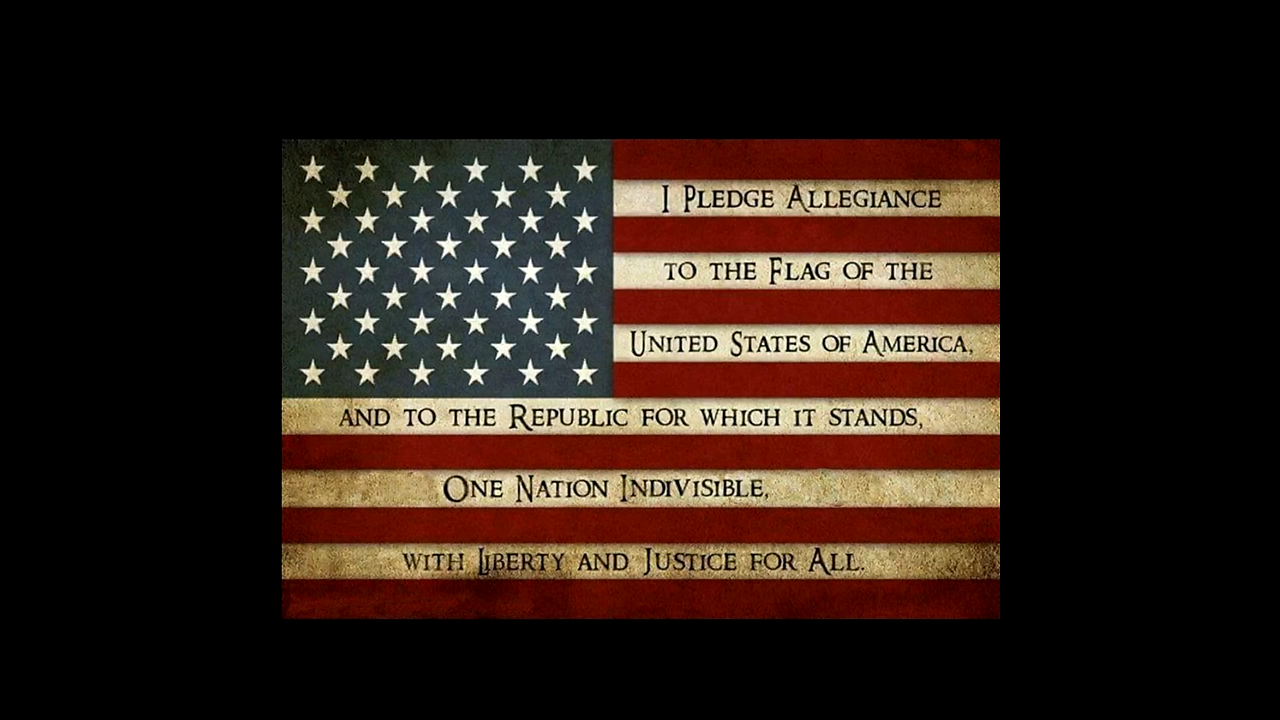 I Pledge Allegiance
to the Flag of the
United States of America,
and to the Republic for which it stands,
One Nation Indivisible,
with Liberty and Justice for All.